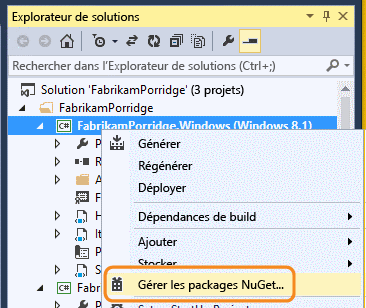 Explorateur de solutions
Rechercher dans l'Explorateur de solutions (Ctrl+;)
Solution 'FabrikamPorridge' (3 projets)
FabrikamPorridge
C# FabrikamPorridge.Windows (Windows 8.1)
Générer
Régénérer
Déployer
Dépendances de build
Ajouter
Stocker
Gérer les packages NuGet...
C# Fa